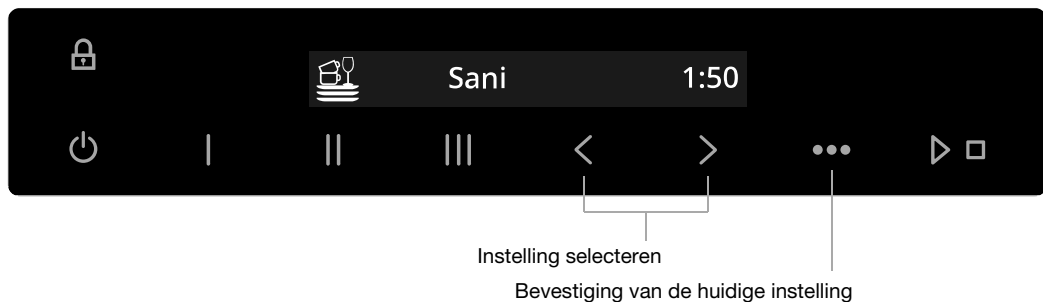 Sani 1:50
Instelling selecteren
Bevestiging van de huidige instelling